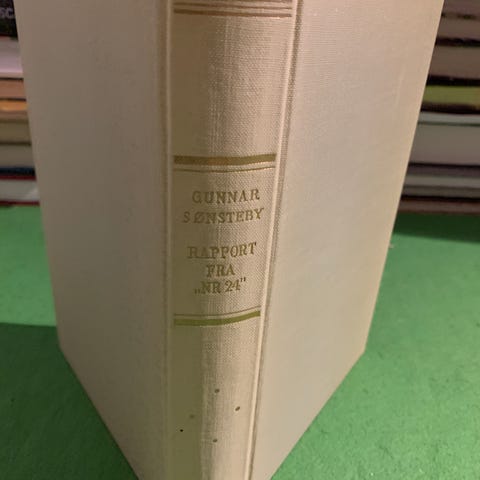 GUNNAR
SØNSTEBY
RAPPORT
FRA
„NR 24"